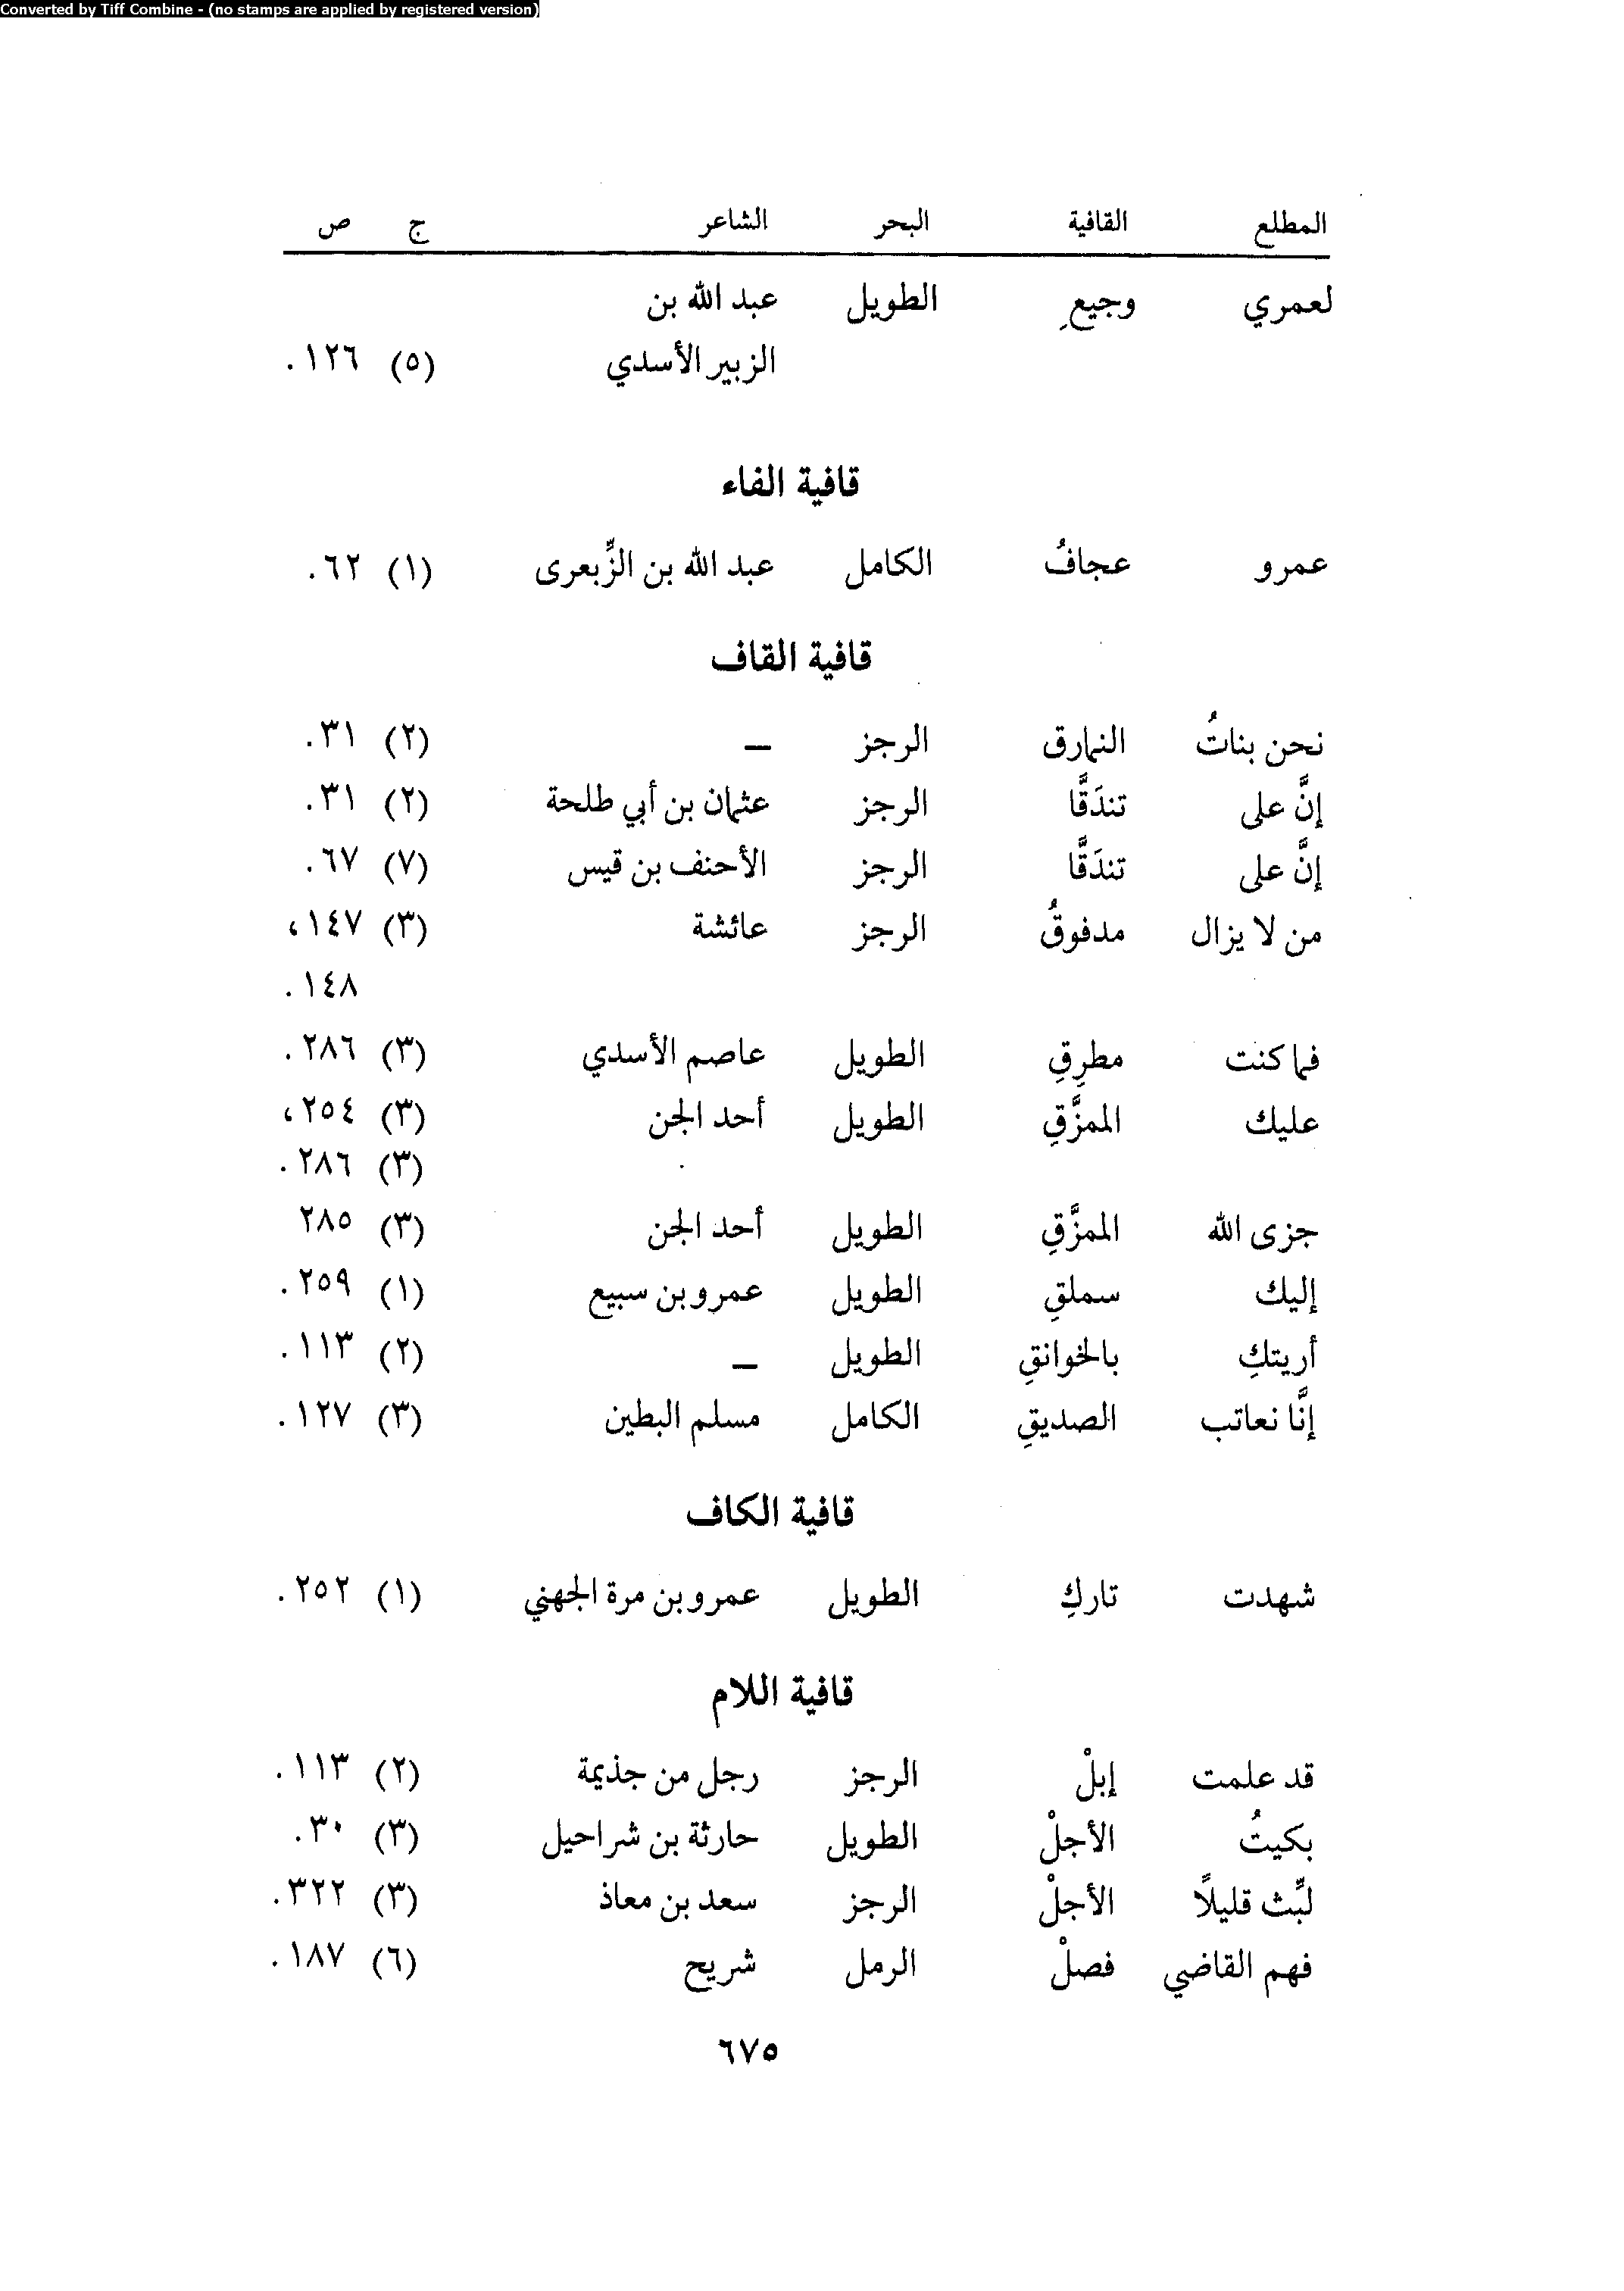 Converted by Tiff Combine - (no stamps are applied by registered version)
المطلع القافية البحر الشاعر ج ص
لعمري وجيعِ الطويل عبد الله بن
الزبير الأسدي (٥) ١٢٦.
قافية الفاء
عمرو عجافُ الكامل عبد الله بن الزِّبعرى (١) ٦٢.
قافية القاف
نحن بناتُ النمارق الرجز – (٢) ٣١.
إنَّ على تندَقَّا الرجز عثمان بن أبي طلحة (٢) ٣١.
إنَّ على تندَقَّا الرجز الأحنف بن قيس (٧) ٦٧.
من لا يزال مدفوقُ الرجز عائشة (٣) ١٤٧،
١٤٨.
فما كنت مطرِقِ الطويل عاصم الأسدي (٣) ٢٨٦.
عليك الممزَّقِ الطويل أحد الجن (٣) ٢٥٤،
(٣) ٢٨٦.
جزى الله الممزَّقِ الطويل أحد الجن (٣) ٢٨٥
إليك سملقِ الطويل عمرو بن سبيع (١) ٢٥٩.
أريتكِ بالخوانقِ الطويل – (٢) ١١٣.
إنَّا نعاتب الصديقِ الكامل مسلم البطين (٣) ١٢٧.
قافية الكاف
شهدت تاركِ الطويل عمرو بن مرة الجهني (١) ٢٥٢.
قافية اللام
قد علمت إبلْ الرجز رجل من جذيمة (٢) ١١٣.
بكيتُ الأجلْ الطويل حارثة بن شراحيل (٣) ٣٠.
لبِّث قليلًا الأجلْ الرجز سعد بن معاذ (٣) ٣٢٢.
فهم القاضي فصلْ الرمل شريح (٦) ١٨٧.
٦٧٥